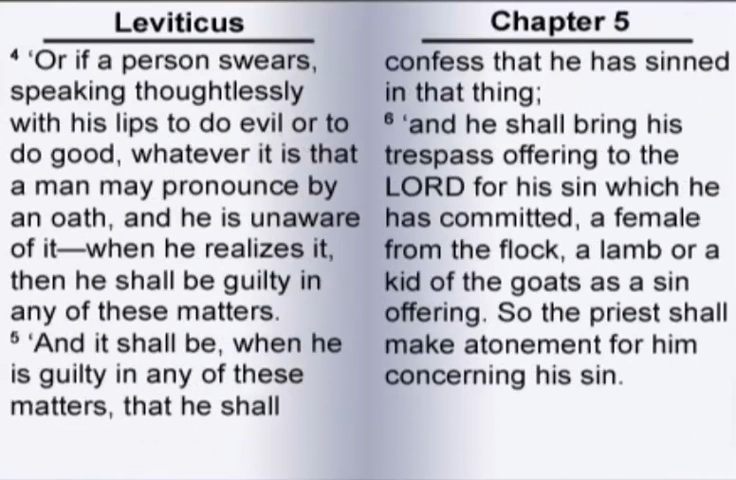 Leviticus
⁴ ‘Or if a person swears,
speaking thoughtlessly
with his lips to do evil or to
do good, whatever it is that
a man may pronounce by
an oath, and he is unaware
of it—when he realizes it,
then he shall be guilty in
any of these matters.
⁵ ‘And it shall be, when he
is guilty in any of these
matters, that he shall
Chapter 5
confess that he has sinned
in that thing;
⁶ ‘and he shall bring his
trespass offering to the
LORD for his sin which he
has committed, a female
from the flock, a lamb or a
kid of the goats as a sin
offering. So the priest shall
make atonement for him
concerning his sin.